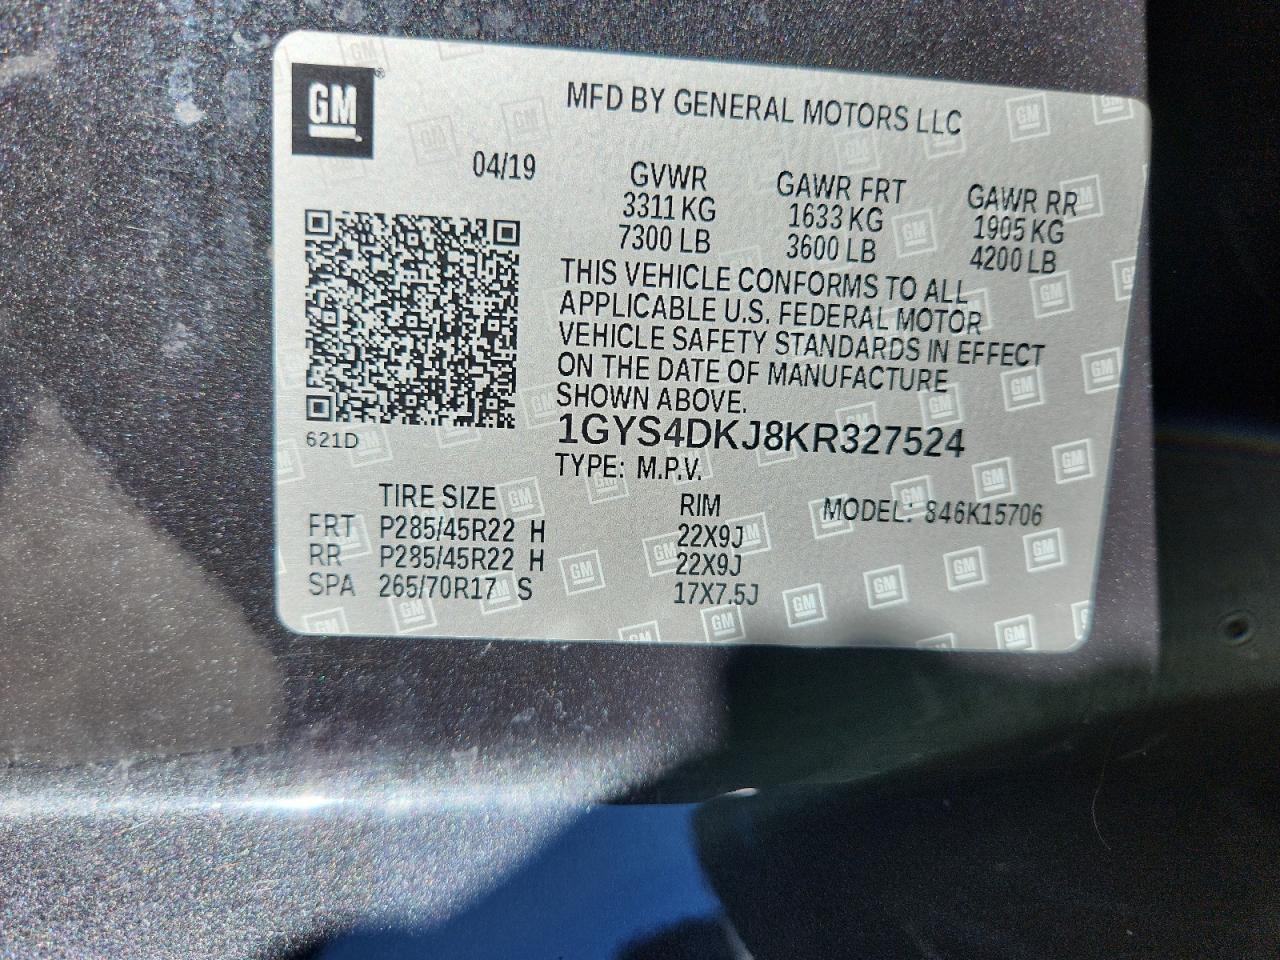 GM
MFD BY GENERAL MOTORS LLC
04/19
GVWR GAWR FRT GAWR RR
3311 KG 1633 KG 1905 KG
7300 LB 3600 LB 4200 LB
THIS VEHICLE CONFORMS TO ALL
APPLICABLE U.S. FEDERAL MOTOR
VEHICLE SAFETY STANDARDS IN EFFECT
ON THE DATE OF MANUFACTURE
SHOWN ABOVE.
621D
1GYS4DKJ8KR327524
TYPE: M.P.V.
TIRE SIZE RIM MODEL: 846K15706
FRT P285/45R22 H 22X9J
RR P285/45R22 H 22X9J
SPA 265/70R17 S 17X7.5J